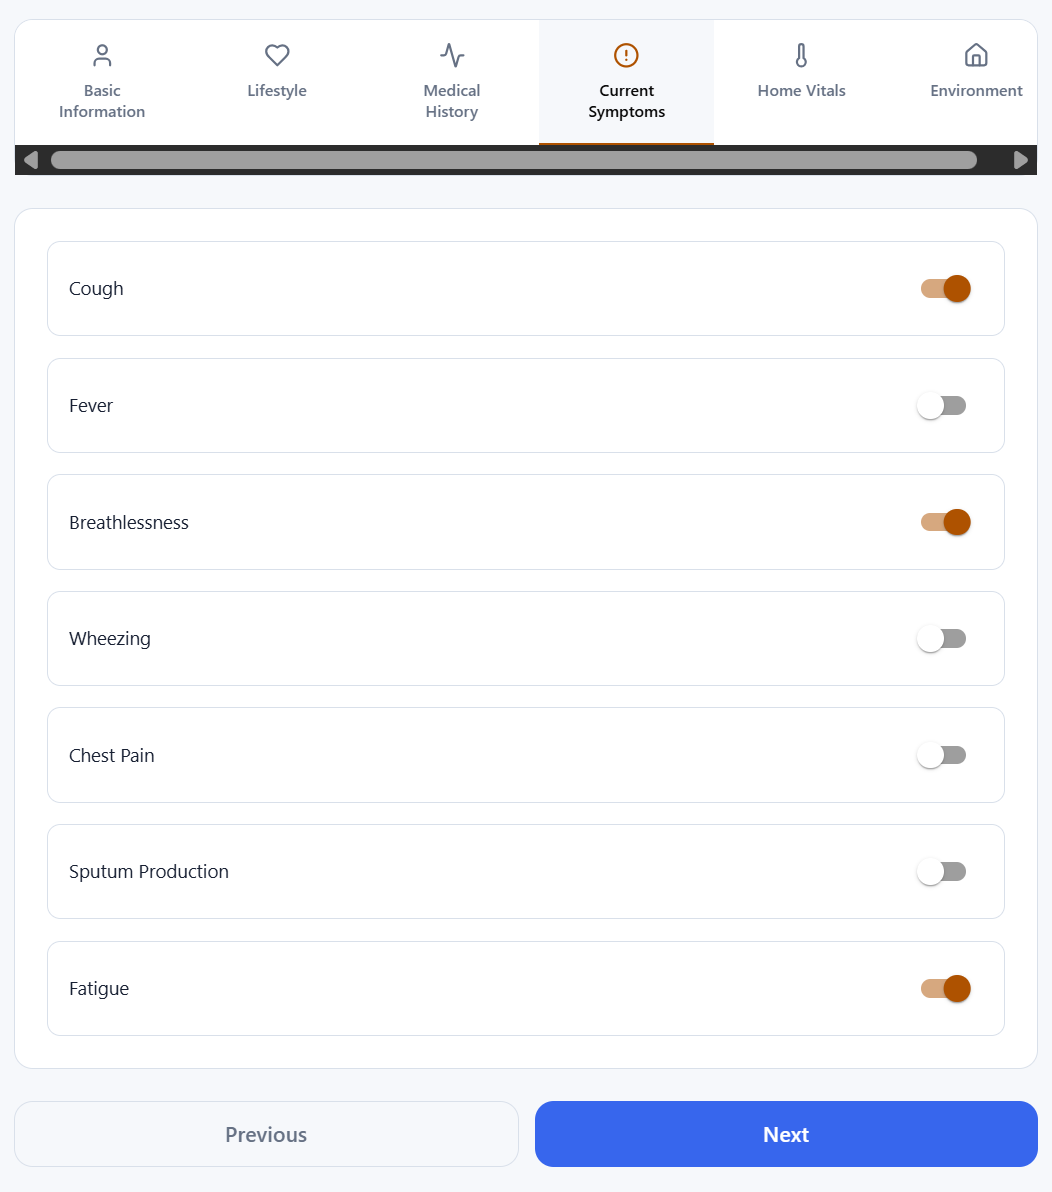 Basic
Information
Lifestyle
Medical
History
Current
Symptoms
Home Vitals
Environment
Cough
Fever
Breathlessness
Wheezing
Chest Pain
Sputum Production
Fatigue
Previous
Next